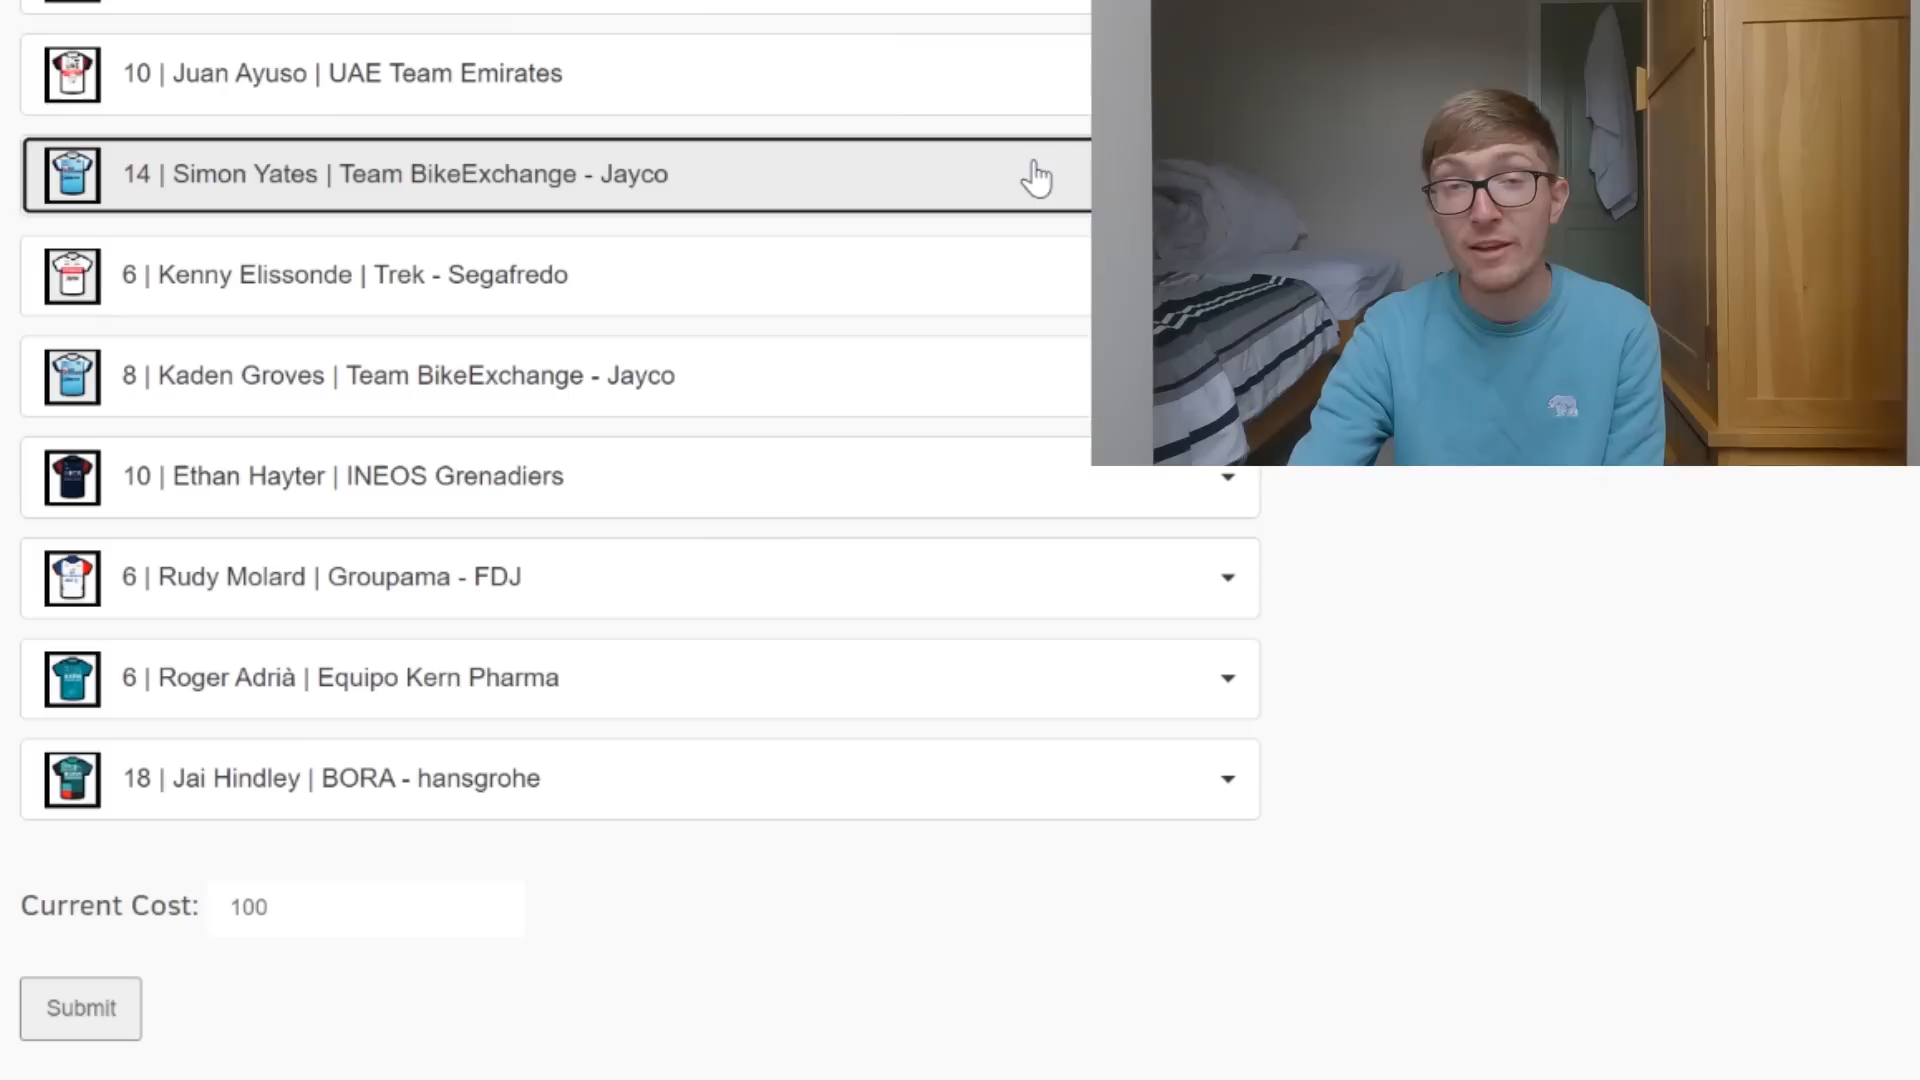 10 | Juan Ayuso | UAE Team Emirates
14 | Simon Yates | Team BikeExchange - Jayco
6 | Kenny Elissonde | Trek - Segafredo
8 | Kaden Groves | Team BikeExchange - Jayco
10 | Ethan Hayter | INEOS Grenadiers
6 | Rudy Molard | Groupama - FDJ
6 | Roger Adrià | Equipo Kern Pharma
18 | Jai Hindley | BORA - hansgrohe
Current Cost: 100
Submit